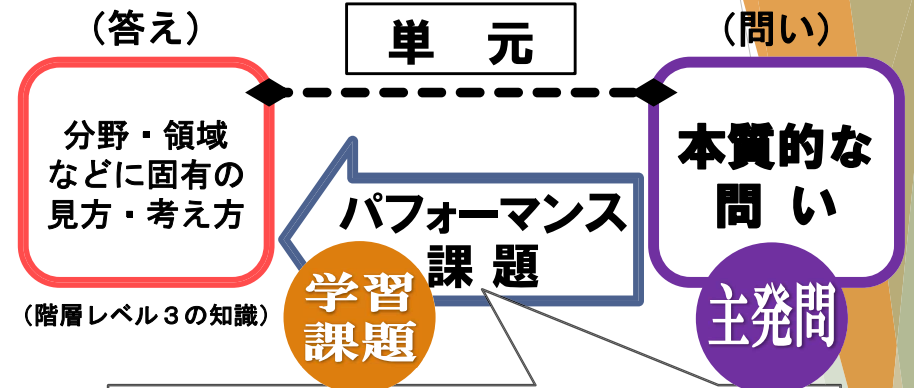 （答え）
単　元
（問い）
分野・領域
などに固有の
見方・考え方
本質的な
問 い
パフォーマンス
課 題
学習
課題
主発問
（階層レベル３の知識）